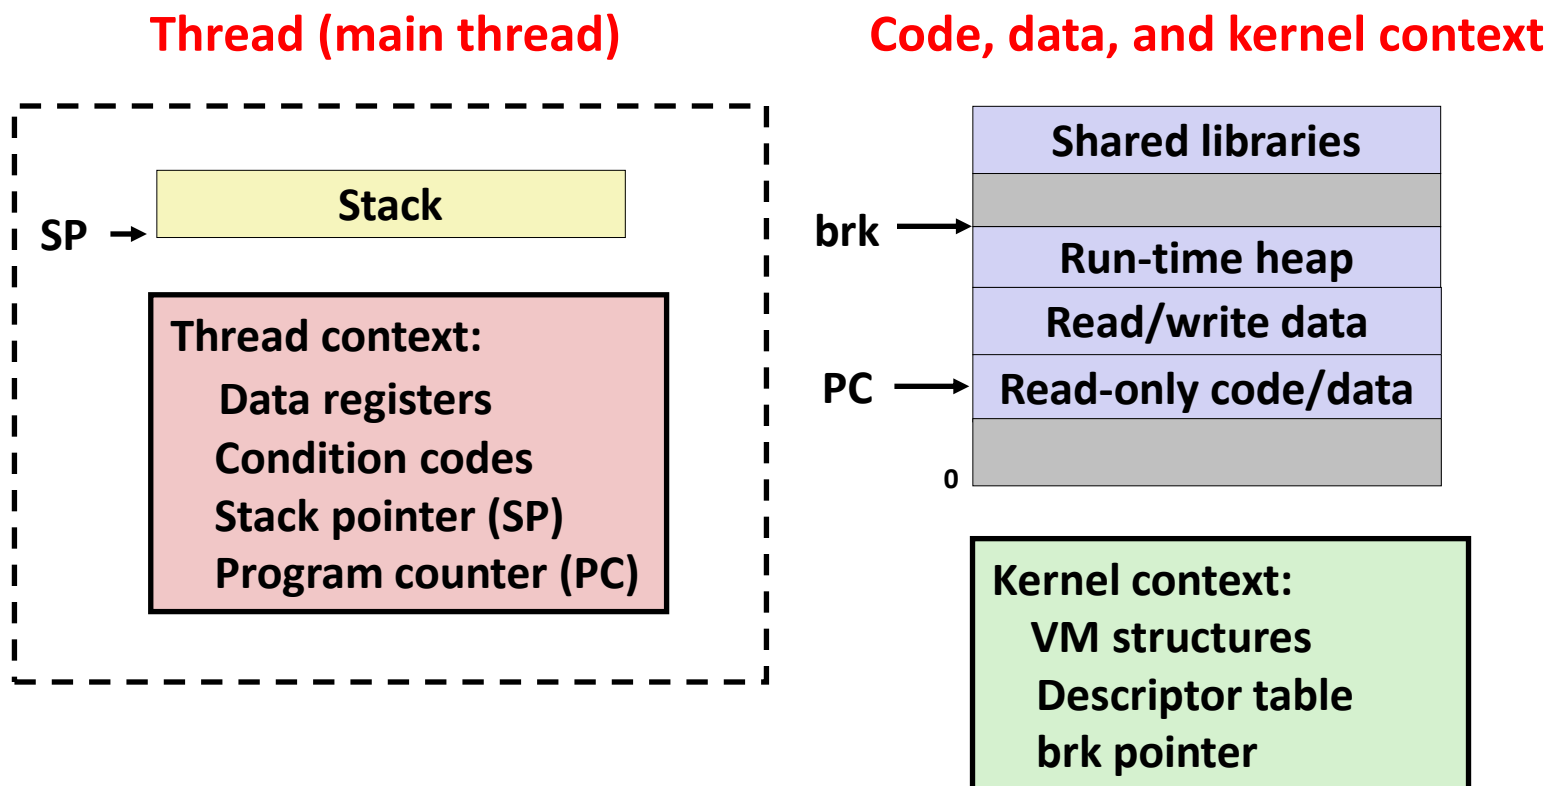 Thread (main thread)
Stack
SP
Thread context:
Data registers
Condition codes
Stack pointer (SP)
Program counter (PC)
Code, data, and kernel context
Shared libraries
brk
Run-time heap
Read/write data
PC
Read-only code/data
0
Kernel context:
VM structures
Descriptor table
brk pointer